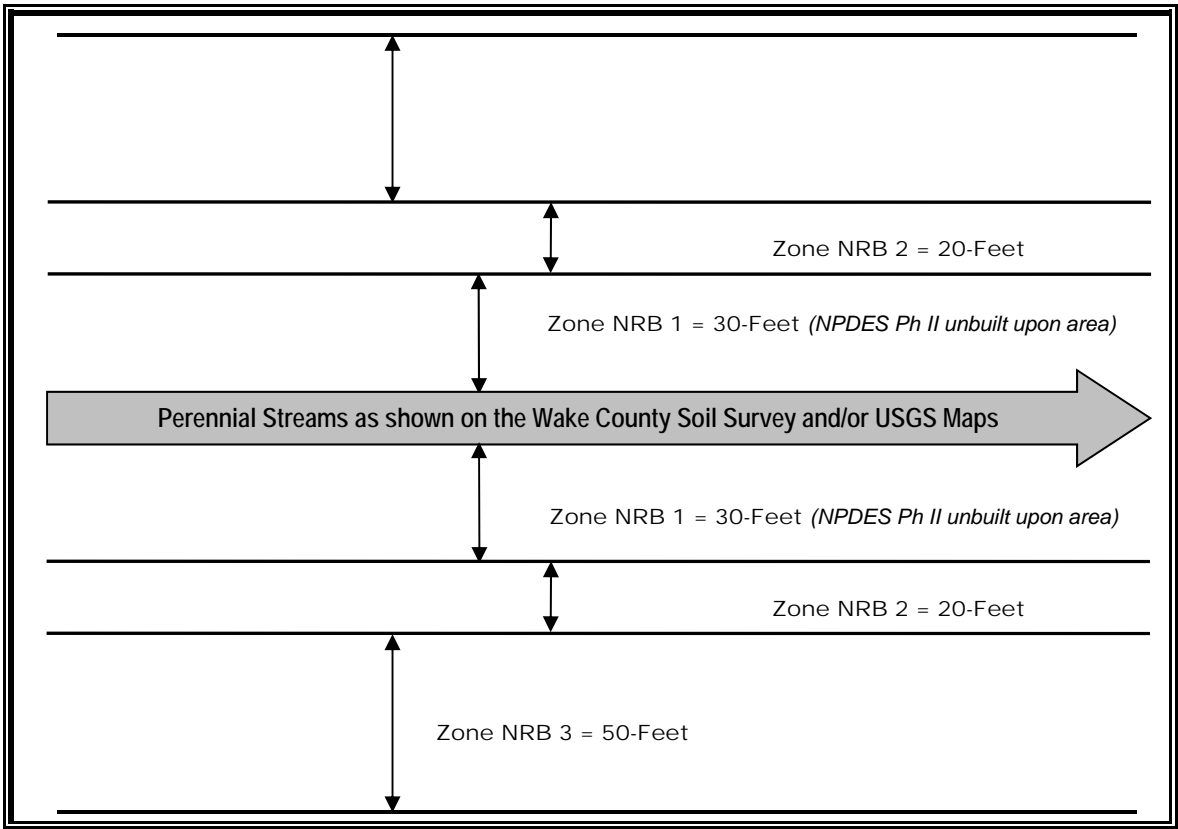 Zone NRB 2 = 20-Feet
Zone NRB 1 = 30-Feet (NPDES Ph II unbuilt upon area)
Perennial Streams as shown on the Wake County Soil Survey and/or USGS Maps
Zone NRB 1 = 30-Feet (NPDES Ph II unbuilt upon area)
Zone NRB 2 = 20-Feet
Zone NRB 3 = 50-Feet